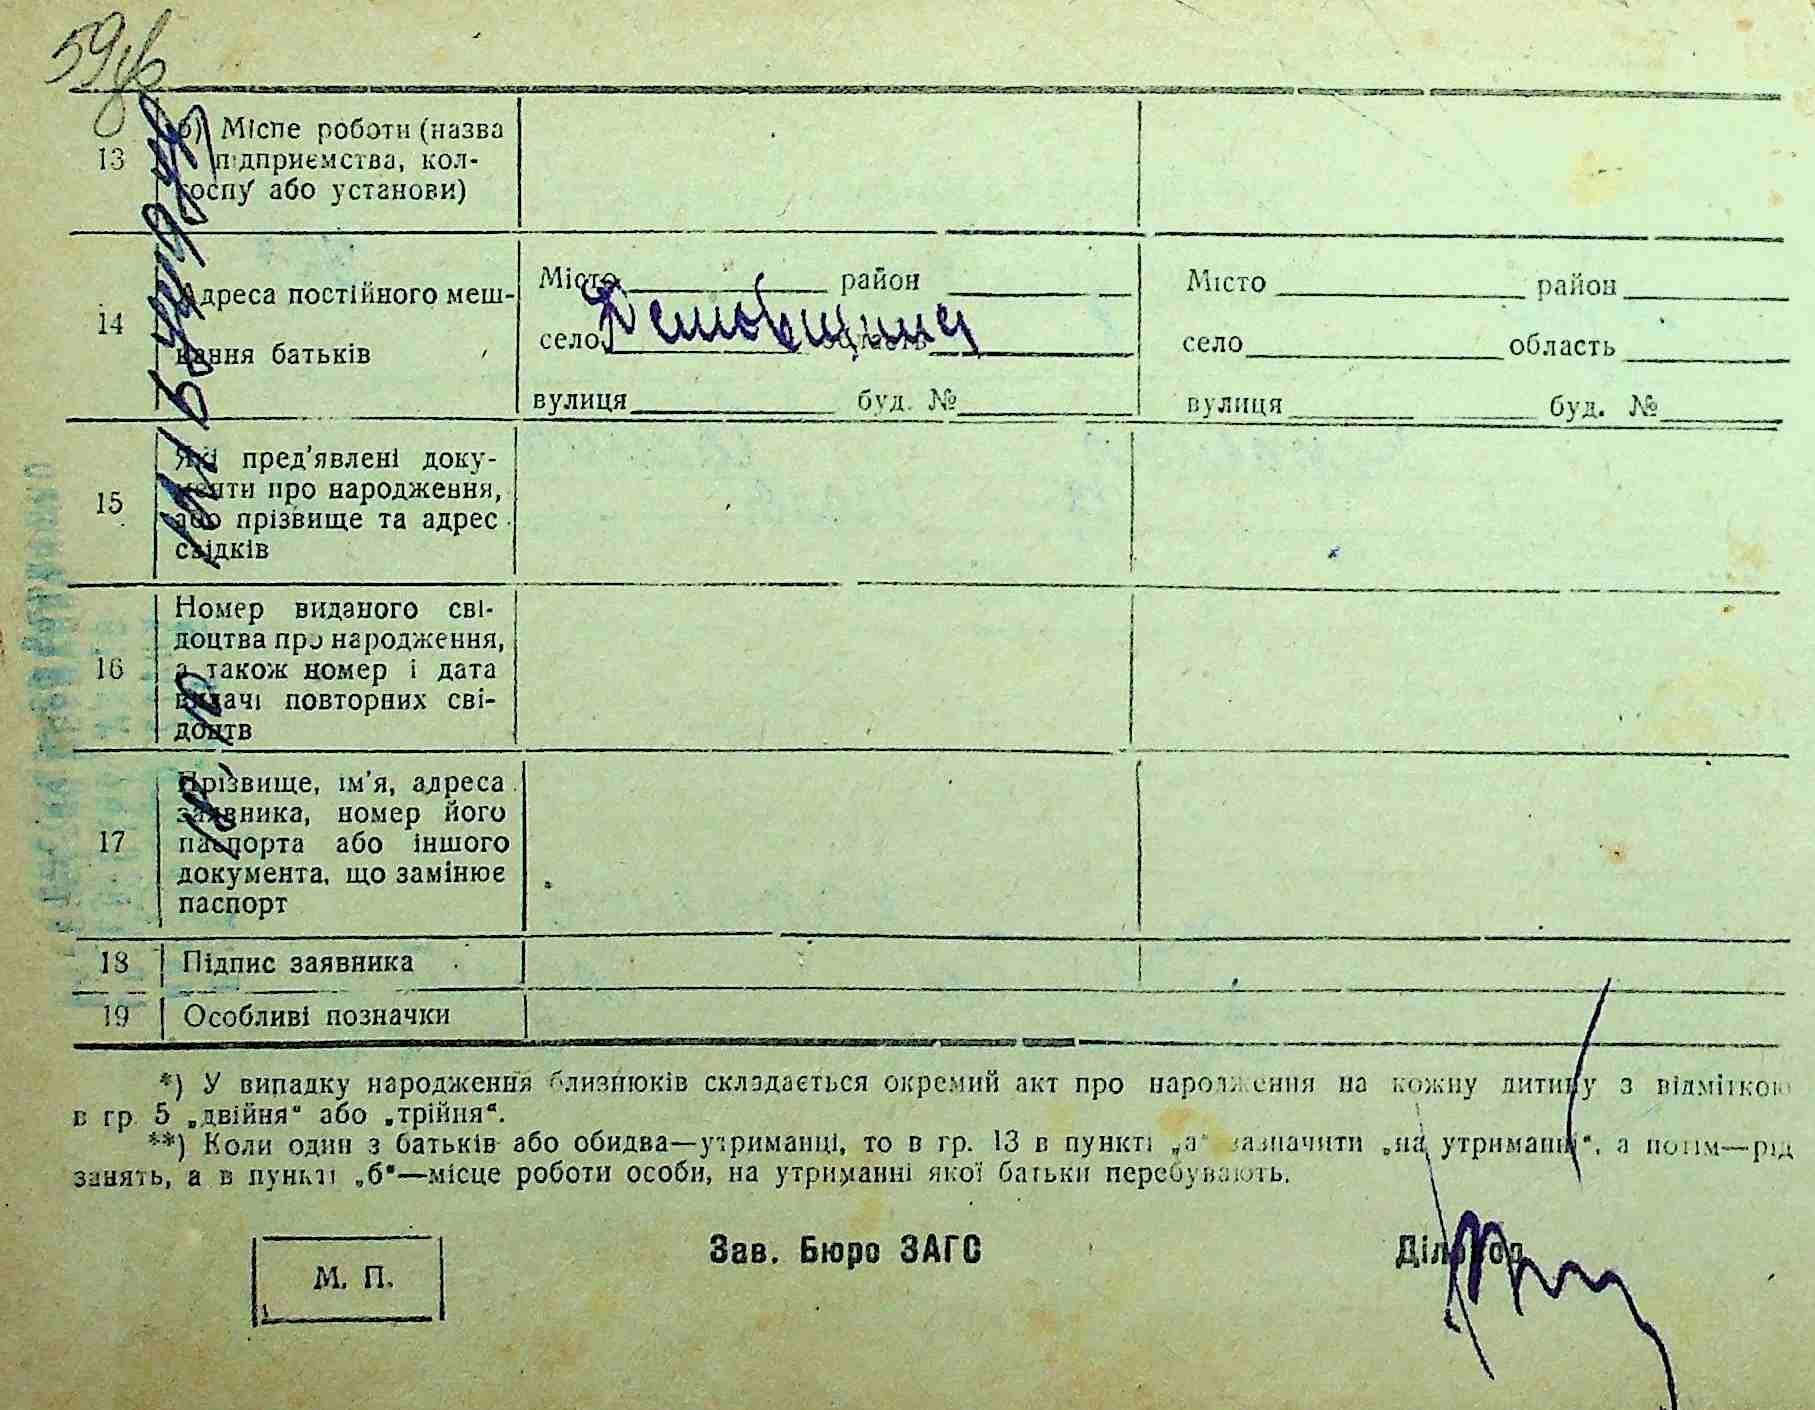 13
б) Місце роботи (назва
підприємства, кол-
госпу або установи)
14
Адреса постійного меш-
кання батьків
Місто район
село область
вулиця буд. №
Місто район
село область
вулиця буд. №
15
Які пред'явлені доку-
менти про народження,
або прізвище та адрес
свідків
16
Номер виданого сві-
доцтва про народження,
а також номер і дата
видачі повторних сві-
доцтв
17
Прізвище, ім'я, адреса
заявника, номер його
паспорта або іншого
документа, що замінює
паспорт
18
Підпис заявника
19
Особливі позначки
*) У випадку народження близнюків складається окремий акт про народження на кожну дитину з відміткою
в гр. 5 „двійня“ або „трійня“.
**) Коли один з батьків або обидва—утриманці, то в гр. 13 в пункті „а“ зазначити „на утриманні“, а потім—рід
занять, а в пункті „б“—місце роботи особи, на утриманні якої батьки перебувають.
М. П.
Зав. Бюро ЗАГС
Діловод